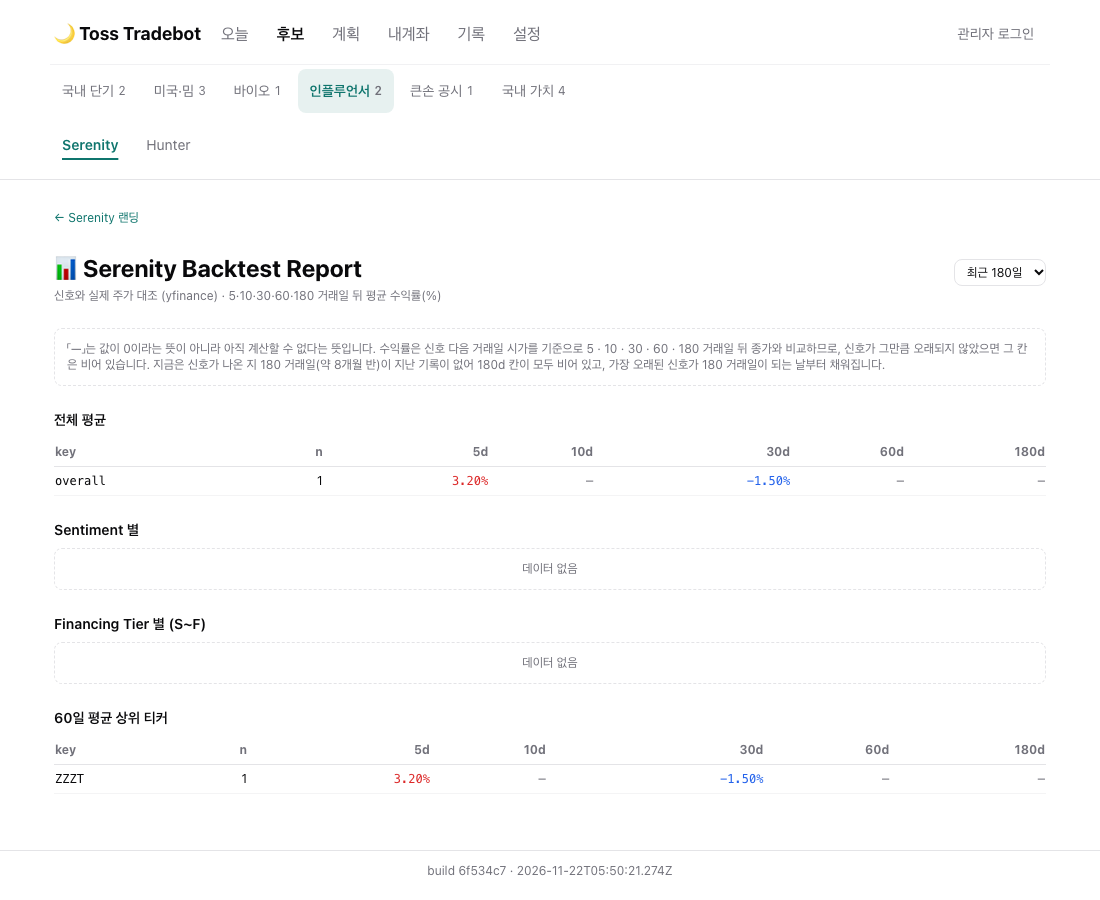 🌙 Toss Tradebot 오늘 후보 계획 내계좌 기록 설정 관리자 로그인
국내 단기 2 미국·밈 3 바이오 1 인플루언서 2 큰손 공시 1 국내 가치 4
Serenity Hunter
← Serenity 랜딩
📊 Serenity Backtest Report 최근 180일
신호와 실제 주가 대조 (yfinance) · 5·10·30·60·180 거래일 뒤 평균 수익률(%)
「—」는 값이 0이라는 뜻이 아니라 아직 계산할 수 없다는 뜻입니다. 수익률은 신호 다음 거래일 시가를 기준으로 5 · 10 · 30 · 60 · 180 거래일 뒤 종가와 비교하므로, 신호가 그만큼 오래되지 않았으면 그 칸
은 비어 있습니다. 지금은 신호가 나온 지 180 거래일(약 8개월 반)이 지난 기록이 없어 180d 칸이 모두 비어 있고, 가장 오래된 신호가 180 거래일이 되는 날부터 채워집니다.
전체 평균
key n 5d 10d 30d 60d 180d
overall 1 3.20% — −1.50% — —
Sentiment 별
데이터 없음
Financing Tier 별 (S~F)
데이터 없음
60일 평균 상위 티커
key n 5d 10d 30d 60d 180d
ZZZT 1 3.20% — −1.50% — —
build 6f534c7 · 2026-11-22T05:50:21.274Z